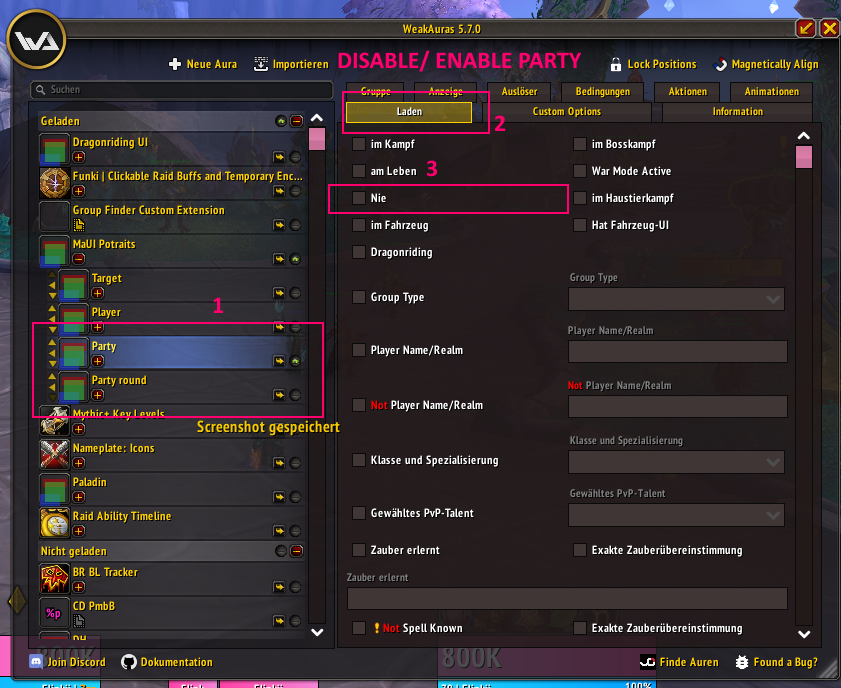 WeakAuras 5.7.0
Neue Aura
Importieren
DISABLE/ ENABLE PARTY
Lock Positions
Magnetically Align
Suchen
Gruppe
Anzeige
Auslöser
Bedingungen
Aktionen
Animationen
Laden
2
Custom Options
Information
Geladen
Dragonriding UI
Funki | Clickable Raid Buffs and Temporary Enc...
Group Finder Custom Extension
MaUI Potraits
Target
1
Player
Party
Party round
Mythic+ Key Levels
Screenshot gespeichert
Nameplate: Icons
Paladin
Raid Ability Timeline
Nicht geladen
BR BL Tracker
%p
CD PmbB
DH
im Kampf
im Bosskampf
am Leben
3
War Mode Active
Nie
im Haustierkampf
im Fahrzeug
Hat Fahrzeug-UI
Dragonriding
Group Type
Group Type
Player Name/Realm
Player Name/Realm
Not Player Name/Realm
Not Player Name/Realm
Klasse und Spezialisierung
Klasse und Spezialisierung
Gewähltes PvP-Talent
Gewähltes PvP-Talent
Zauber erlernt
Exakte Zauberübereinstimmung
Zauber erlernt
! Not Spell Known
Exakte Zauberübereinstimmung
Join Discord
Dokumentation
800K
800K
Finde Auren
Found a Bug?
100%